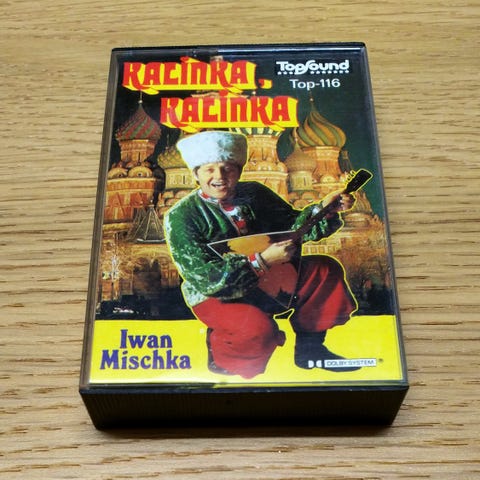 KALINKA,
KALINKA
TopSound
Top-116
Iwan
Mischka
DOLBY SYSTEM ®